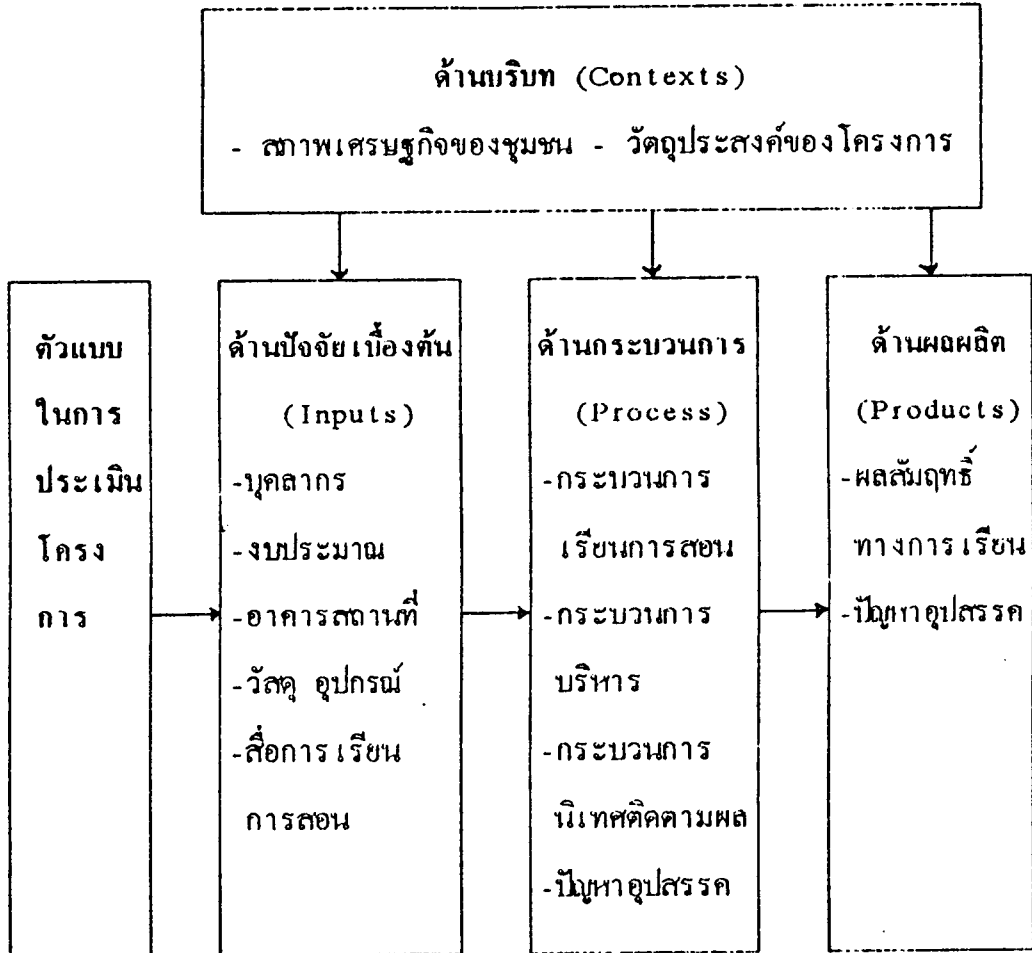 ด้านบริบท (Contexts)
- สภาพเศรษฐกิจของชุมชน - วัตถุประสงค์ของโครงการ
ตัวแบบ
ในการ
ประเมิน
โครง
การ
ด้านปัจจัยเบื้องต้น
(Inputs)
-บุคลากร
-งบประมาณ
-อาคารสถานที่
-วัสดุ อุปกรณ์
-สื่อการเรียน
การสอน
ด้านกระบวนการ
(Process)
-กระบวนการ
เรียนการสอน
-กระบวนการ
บริหาร
-กระบวนการ
นิเทศติดตามผล
-ปัญหาอุปสรรค
ด้านผลผลิต
(Products)
-ผลสัมฤทธิ์
ทางการเรียน
-ปัญหาอุปสรรค